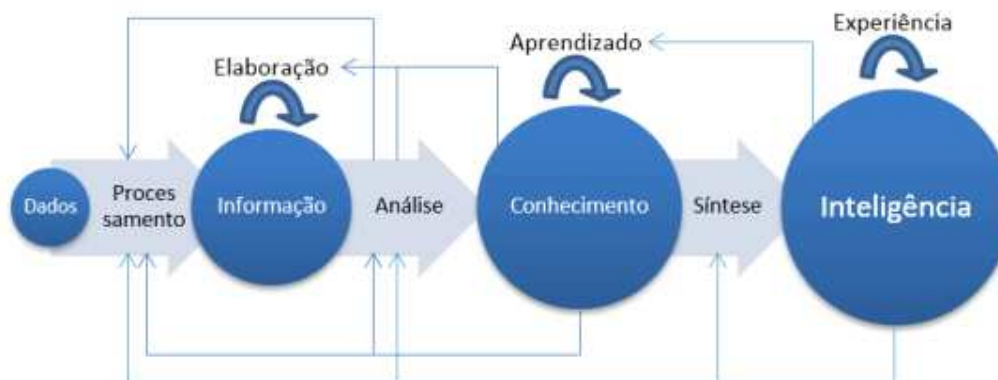 Experiência
Aprendizado
Elaboração
Dados
Proces
samento
Informação
Análise
Conhecimento
Síntese
Inteligência